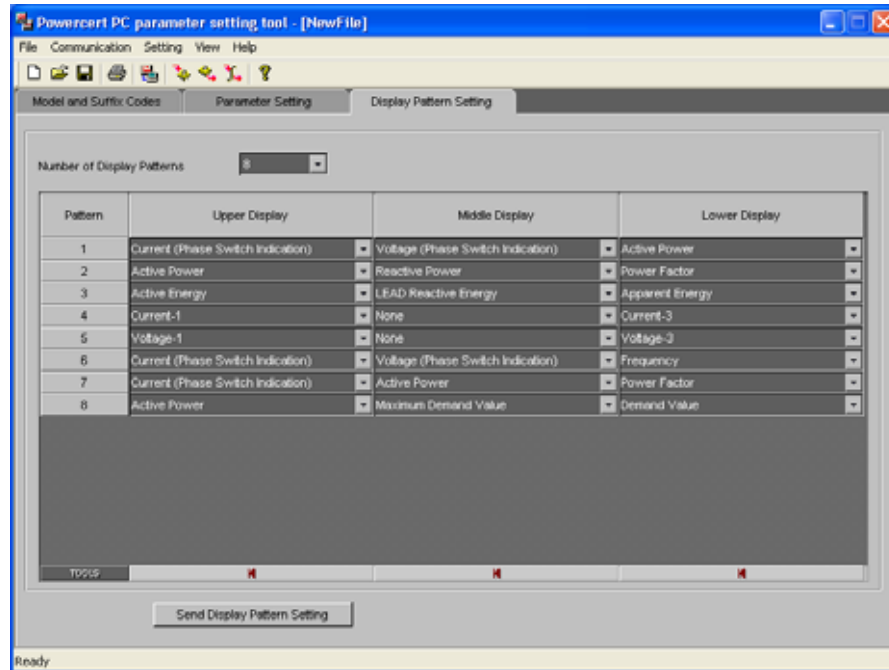 Powercert PC parameter setting tool - [NewFile]
File Communication Setting View Help
Model and Suffix Codes Parameter Setting Display Pattern Setting
Number of Display Patterns 8
Pattern Upper Display Middle Display Lower Display
1 Current (Phase Switch Indication) Voltage (Phase Switch Indication) Active Power
2 Active Power Reactive Power Power Factor
3 Active Energy LEAD Reactive Energy Apparent Energy
4 Current-1 None Current-3
5 Voltage-1 None Voltage-3
6 Current (Phase Switch Indication) Voltage (Phase Switch Indication) Frequency
7 Current (Phase Switch Indication) Active Power Power Factor
8 Active Power Maximum Demand Value Demand Value
TOOLS
Send Display Pattern Setting
Ready